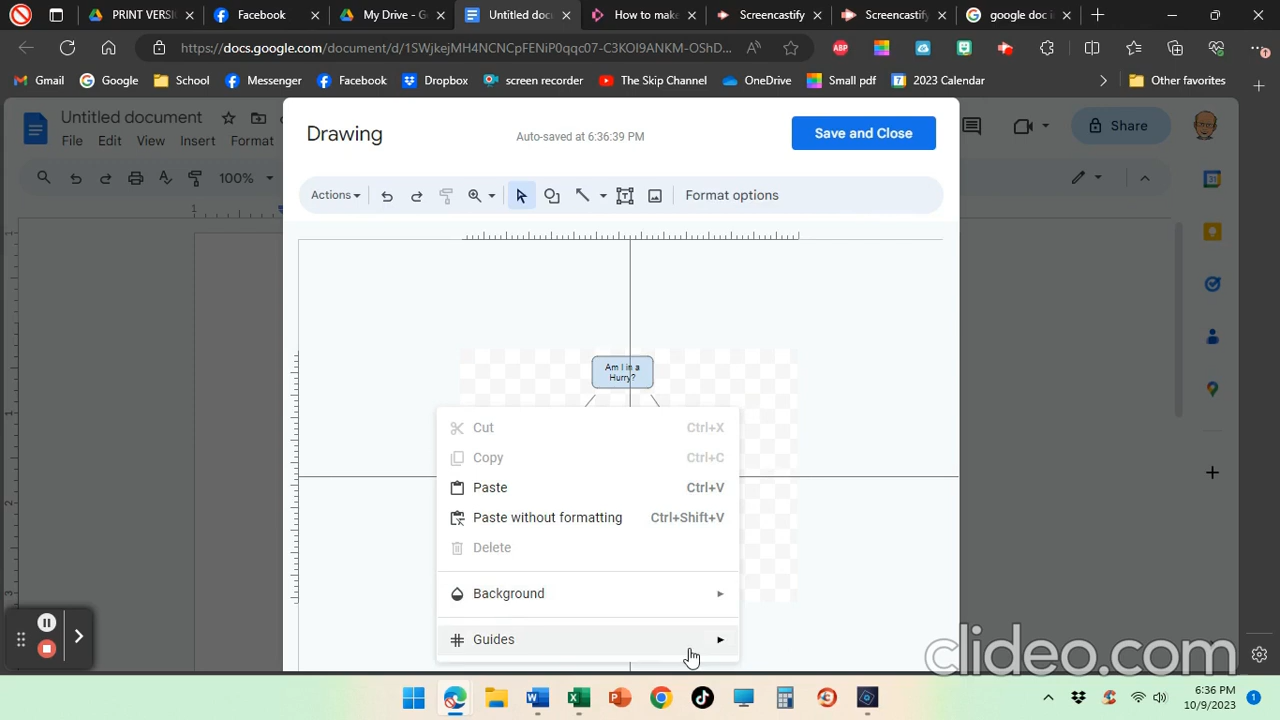 PRINT VERSI
Facebook
My Drive - G
Untitled doc
How to make
Screencastify
Screencastify
google doc i
https://docs.google.com/document/d/1SWjkejMH4NCNCpFENiP0qqc07-C3KOI9ANKM-OShD...
ABP
Gmail
Google
School
Messenger
Facebook
Dropbox
screen recorder
The Skip Channel
OneDrive
Small pdf
2023 Calendar
Other favorites
Untitled document
File Edit View Insert Format
Share
100%
Drawing
Auto-saved at 6:36:39 PM
Save and Close
Actions
Format options
Am I in a
Hurry?
Cut Ctrl+X
Copy Ctrl+C
Paste Ctrl+V
Paste without formatting Ctrl+Shift+V
Delete
Background
Guides
clideo.com
6:36 PM
10/9/2023